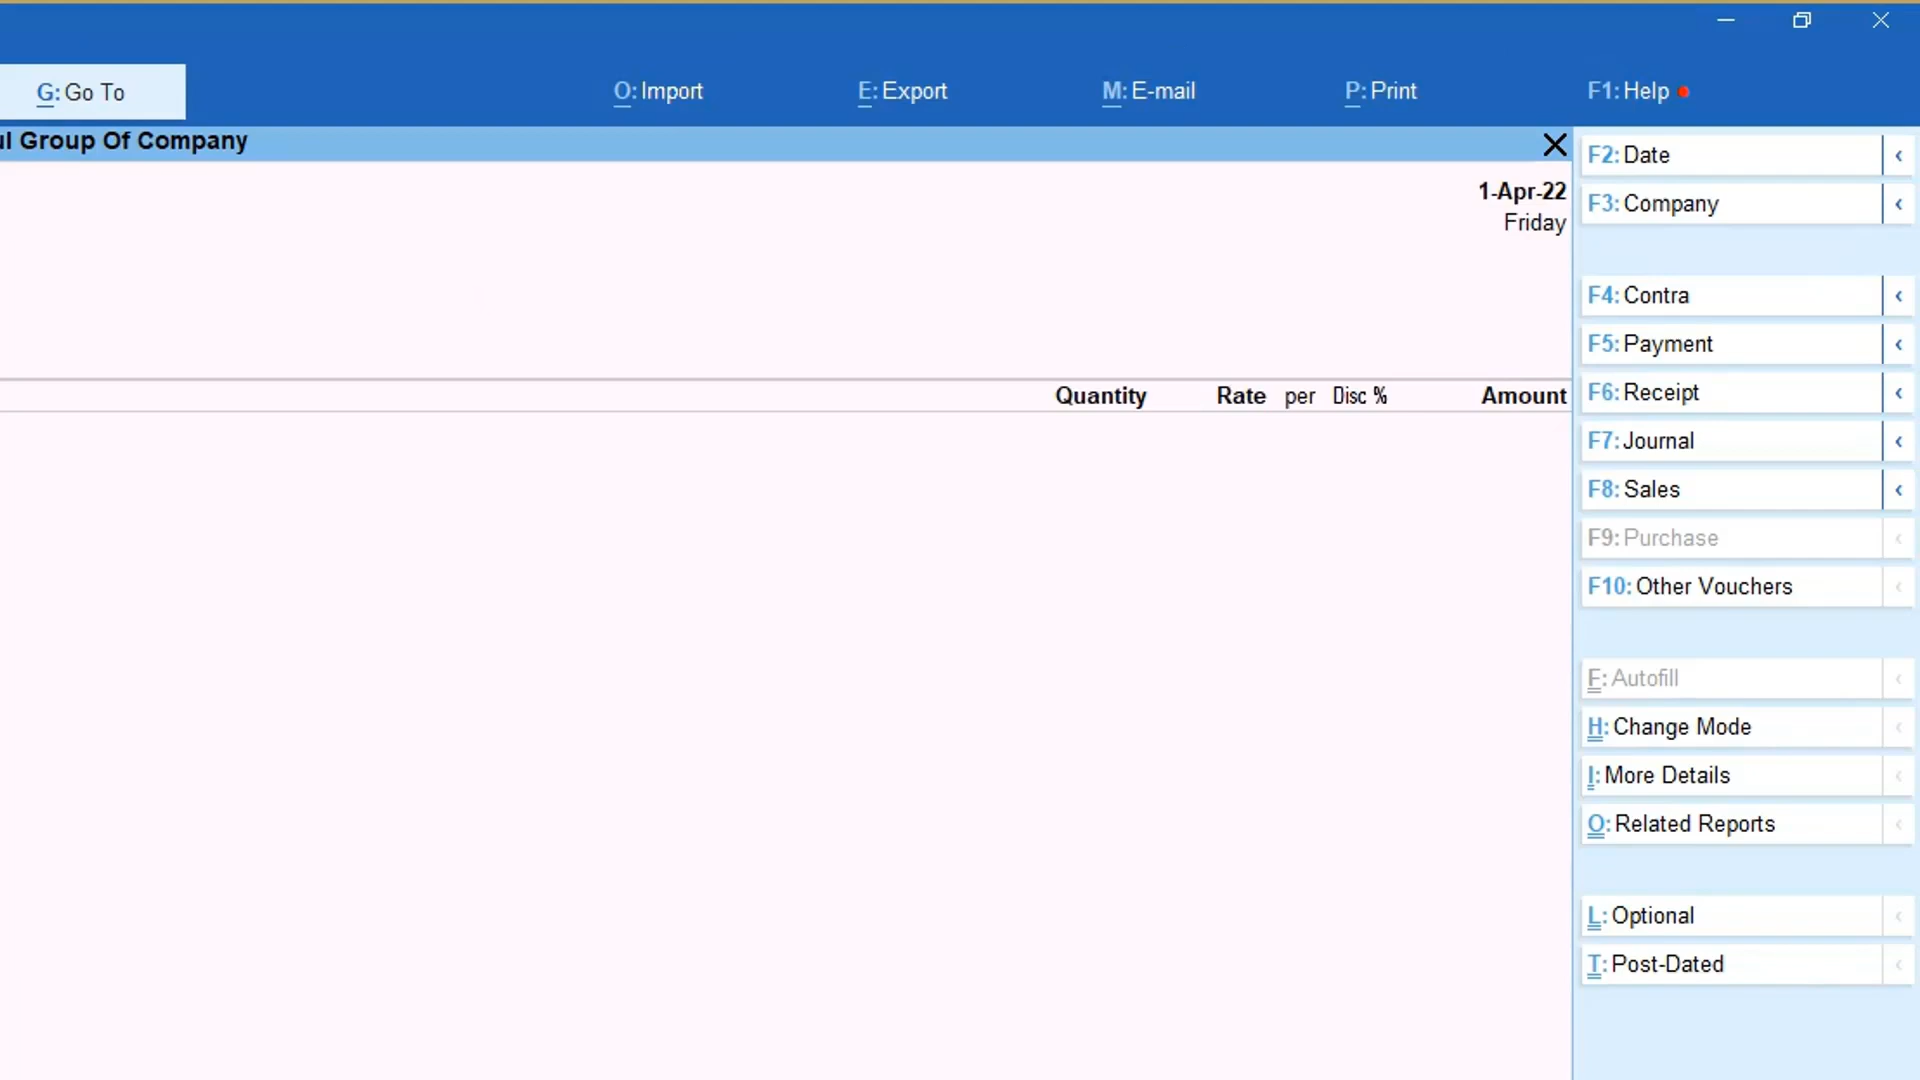 G: Go To
O: Import
E: Export
M: E-mail
P: Print
F1: Help
Group Of Company
1-Apr-22
Friday
Quantity Rate per Disc % Amount
F2: Date
F3: Company
F4: Contra
F5: Payment
F6: Receipt
F7: Journal
F8: Sales
F9: Purchase
F10: Other Vouchers
F: Autofill
H: Change Mode
I: More Details
O: Related Reports
L: Optional
T: Post-Dated